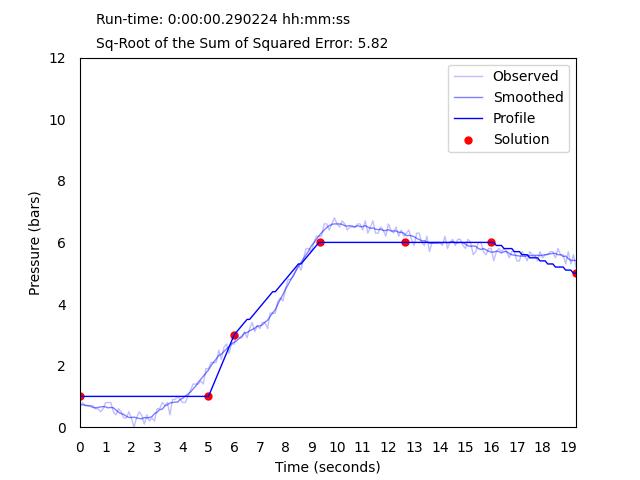 Run-time: 0:00:00.290224 hh:mm:ss
Sq-Root of the Sum of Squared Error: 5.82
Observed
Smoothed
Profile
Solution
Pressure (bars)
12
10
8
6
4
2
0
0 1 2 3 4 5 6 7 8 9 10 11 12 13 14 15 16 17 18 19
Time (seconds)